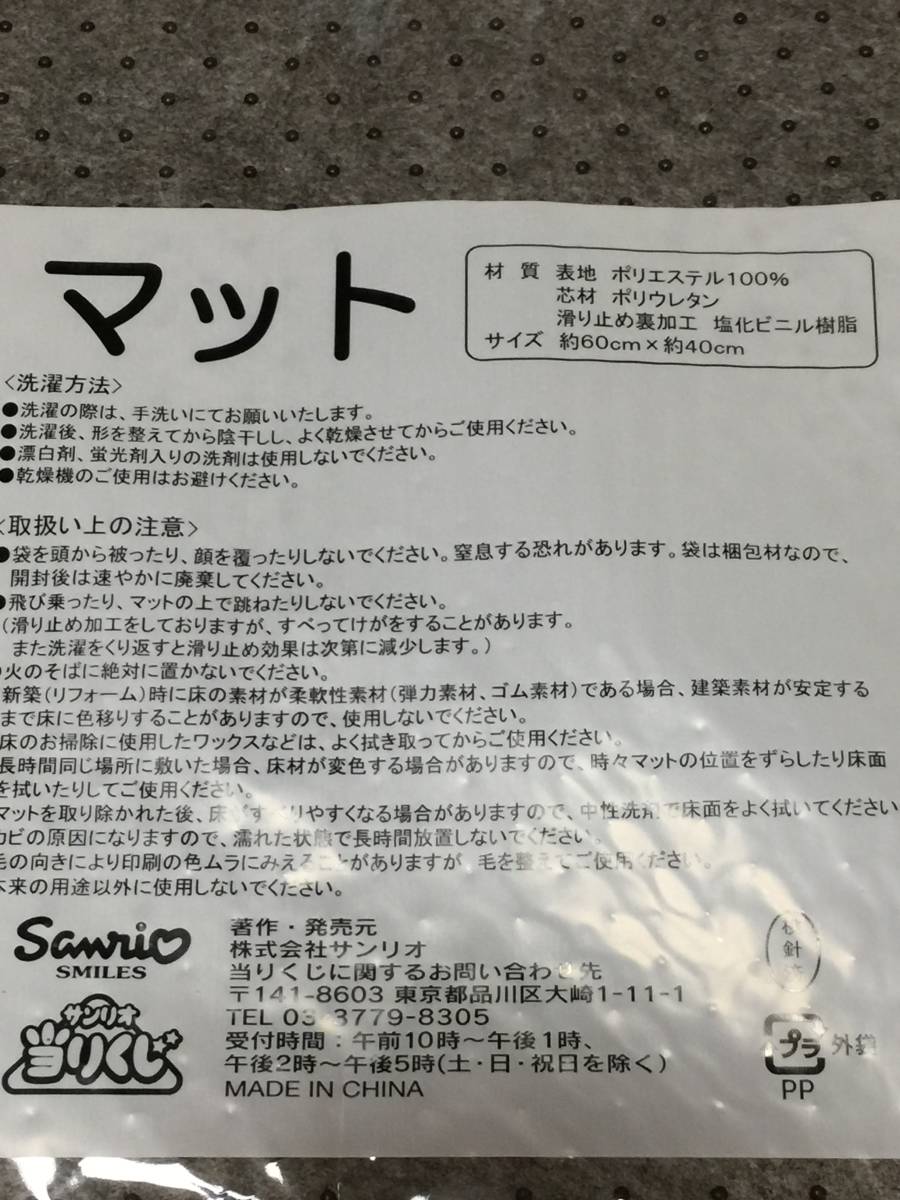 マット
材 質 表地 ポリエステル100%
芯材 ポリウレタン
滑り止め裏加工 塩化ビニル樹脂
サイズ 約60cm×約40cm
〈洗濯方法〉
●洗濯の際は、手洗いにてお願いいたします。
●洗濯後、形を整えてから陰干しし、よく乾燥させてからご使用ください。
●漂白剤、蛍光剤入りの洗剤は使用しないでください。
●乾燥機のご使用はお避けください。
〈取扱い上の注意〉
●袋を頭から被ったり、顔を覆ったりしないでください。窒息する恐れがあります。袋は梱包材なので、
開封後は速やかに廃棄してください。
●飛び乗ったり、マットの上で跳ねたりしないでください。
(滑り止め加工をしておりますが、すべってけがをすることがあります。
また洗濯をくり返すと滑り止め効果は次第に減少します。)
火のそばに絶対に置かないでください。
新築(リフォーム)時に床の素材が柔軟性素材(弾力素材、ゴム素材)である場合、建築素材が安定する
まで床に色移りすることがありますので、使用しないでください。
床のお掃除に使用したワックスなどは、よく拭き取ってからご使用ください。
長時間同じ場所に敷いた場合、床材が変色する場合がありますので、時々マットの位置をずらしたり床面
を拭いたりしてご使用ください。
マットを取り除かれた後、床がすべりやすくなる場合がありますので、中性洗剤で床面をよく拭いてください
カビの原因になりますので、濡れた状態で長時間放置しないでください。
毛の向きにより印刷の色ムラにみえることがありますが、毛を整えてご使用ください。
本来の用途以外に使用しないでください。
Sanrio
SMILES
サンリオ
当りくじ
著作・発売元
株式会社サンリオ
当りくじに関するお問い合わせ先
〒141-8603 東京都品川区大崎1-11-1
TEL 03-3779-8305
受付時間:午前10時〜午後1時、
午後2時〜午後5時(土・日・祝日を除く)
MADE IN CHINA
検
針
済
プラ 外袋
PP